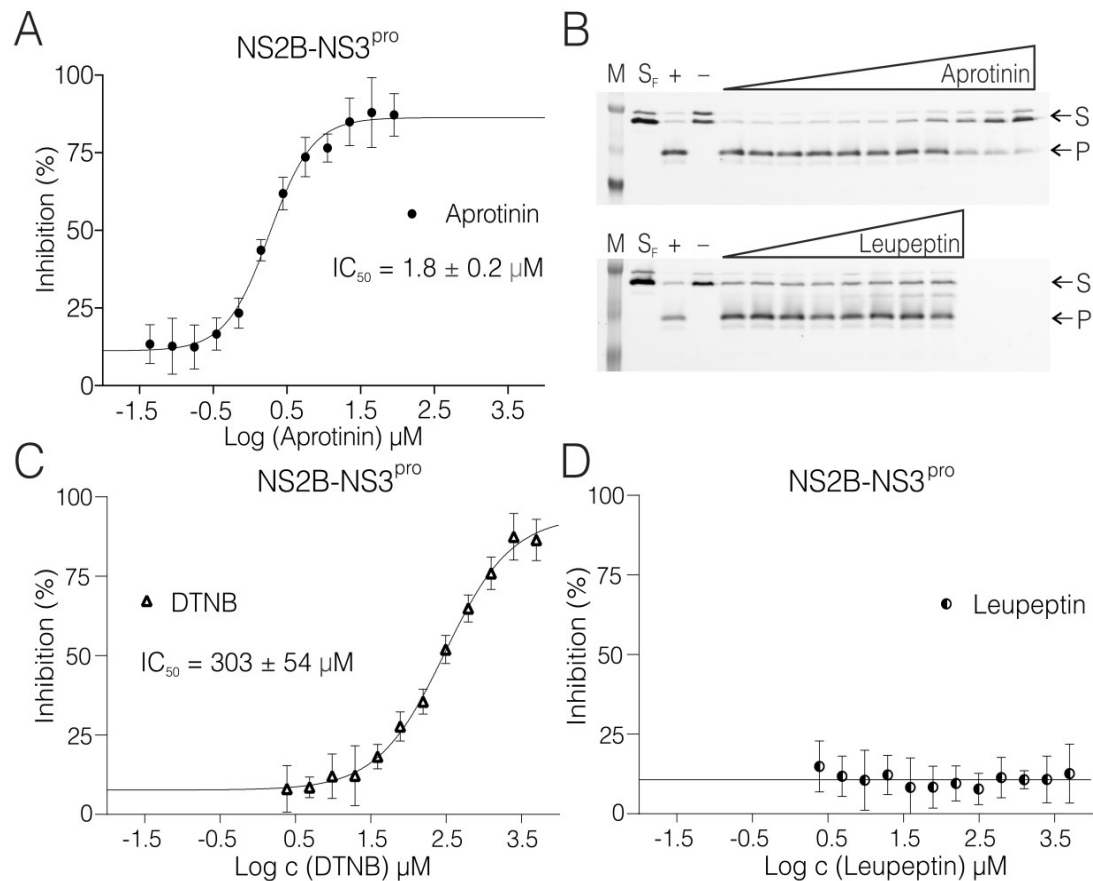 A
NS2B-NS3pro
100
75
50
25
0
Inhibition (%)
Aprotinin
IC50 = 1.8 ± 0.2 µM
-1.5 -0.5 0.5 1.5 2.5 3.5
Log (Aprotinin) µM
B
M SF + – Aprotinin
S
P
M SF + – Leupeptin
S
P
C
NS2B-NS3pro
100
75
50
25
0
Inhibition (%)
DTNB
IC50 = 303 ± 54 µM
-1.5 -0.5 0.5 1.5 2.5 3.5
Log c (DTNB) µM
D
NS2B-NS3pro
100
75
50
25
0
Inhibition (%)
Leupeptin
-1.5 -0.5 0.5 1.5 2.5 3.5
Log c (Leupeptin) µM